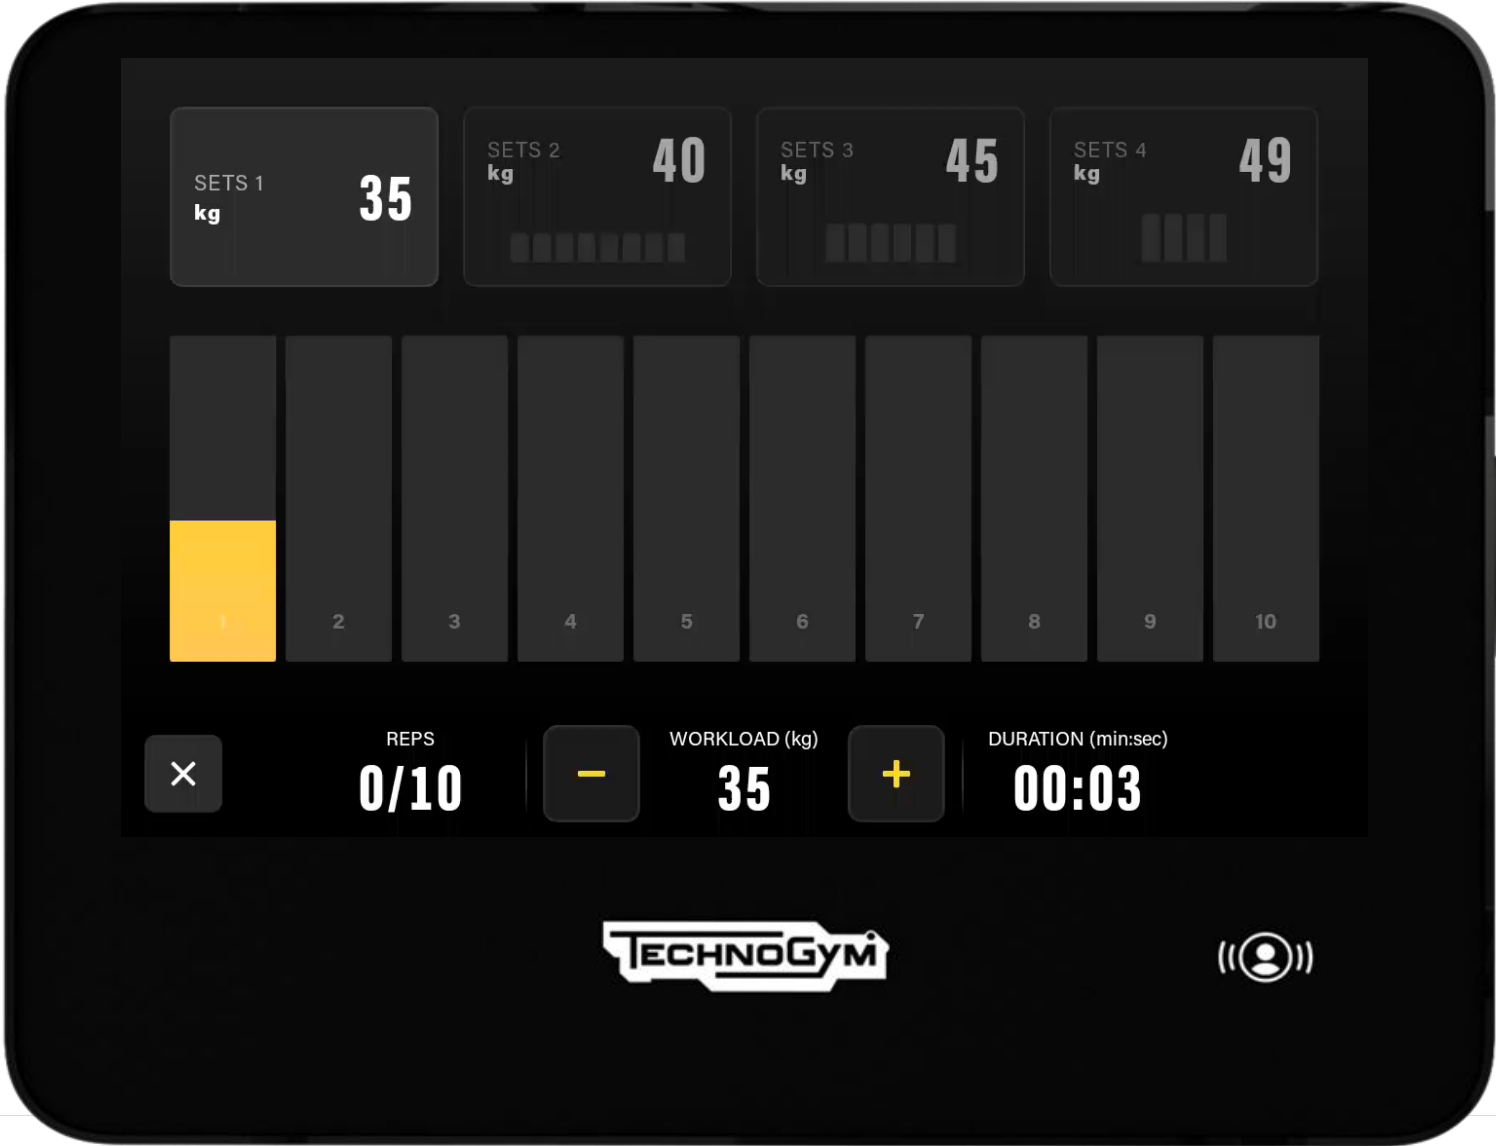 SETS 1
kg
35
SETS 2
kg
40
SETS 3
kg
45
SETS 4
kg
49
1 2 3 4 5 6 7 8 9 10
REPS
0/10
WORKLOAD (kg)
35
DURATION (min:sec)
00:03
TECHNOGYM